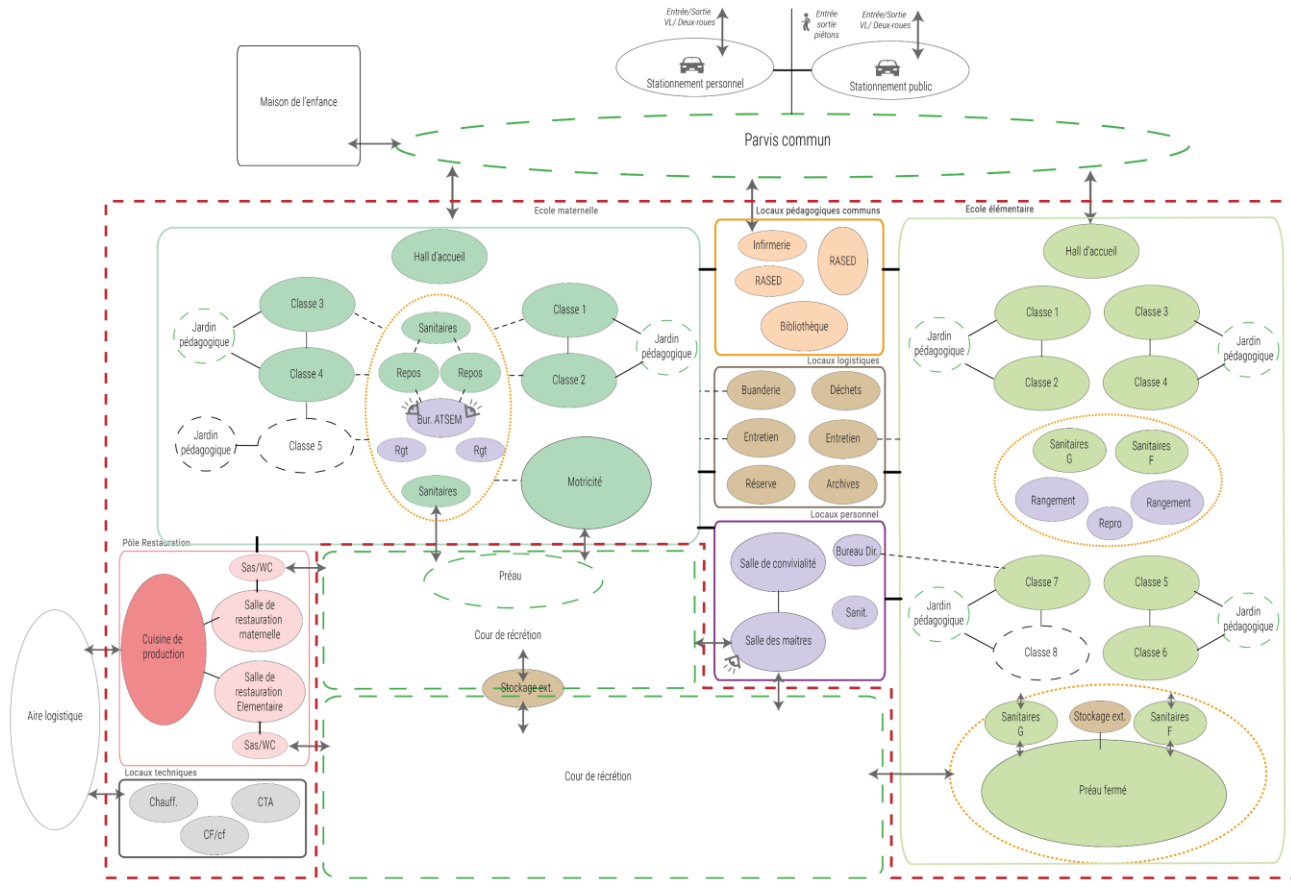 Entrée/Sortie
VL/ Deux-roues
Entrée
sortie
piétons
Entrée/Sortie
VL/ Deux-roues
Stationnement personnel
Stationnement public
Maison de l'enfance
Parvis commun
Ecole maternelle
Locaux pédagogiques communs
Ecole élémentaire
Hall d'accueil
Infirmerie
RASED
RASED
Bibliothèque
Hall d'accueil
Classe 3
Classe 1
Jardin
pédagogique
Sanitaires
Jardin
pédagogique
Classe 4
Repos
Repos
Classe 2
Bur. ATSEM
Jardin
pédagogique
Classe 5
Rgt
Rgt
Motricité
Sanitaires
Classe 1
Classe 3
Jardin
pédagogique
Jardin
pédagogique
Classe 2
Classe 4
Locaux logistiques
Buanderie
Déchets
Entretien
Entretien
Réserve
Archives
Sanitaires
G
Sanitaires
F
Rangement
Rangement
Repro
Locaux personnel
Bureau Dir.
Salle de convivialité
Sanit.
Salle des maitres
Classe 7
Classe 5
Jardin
pédagogique
Jardin
pédagogique
Classe 8
Classe 6
Pôle Restauration
Sas/WC
Salle de
restauration
maternelle
Cuisine de
production
Salle de
restauration
Elementaire
Sas/WC
Préau
Cour de récrétion
Stockage ext.
Cour de récrétion
Sanitaires
G
Stockage ext.
Sanitaires
F
Préau fermé
Aire logistique
Locaux techniques
Chauff.
CTA
CF/cf